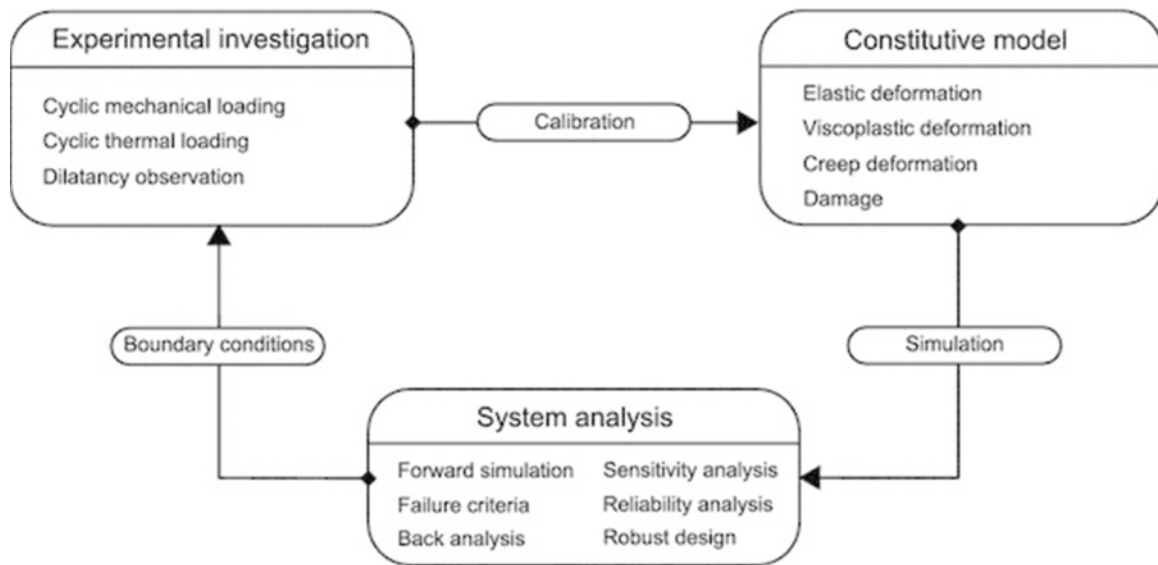 Experimental investigation
Cyclic mechanical loading
Cyclic thermal loading
Dilatancy observation
Calibration
Constitutive model
Elastic deformation
Viscoplastic deformation
Creep deformation
Damage
Boundary conditions
Simulation
System analysis
Forward simulation
Failure criteria
Back analysis
Sensitivity analysis
Reliability analysis
Robust design